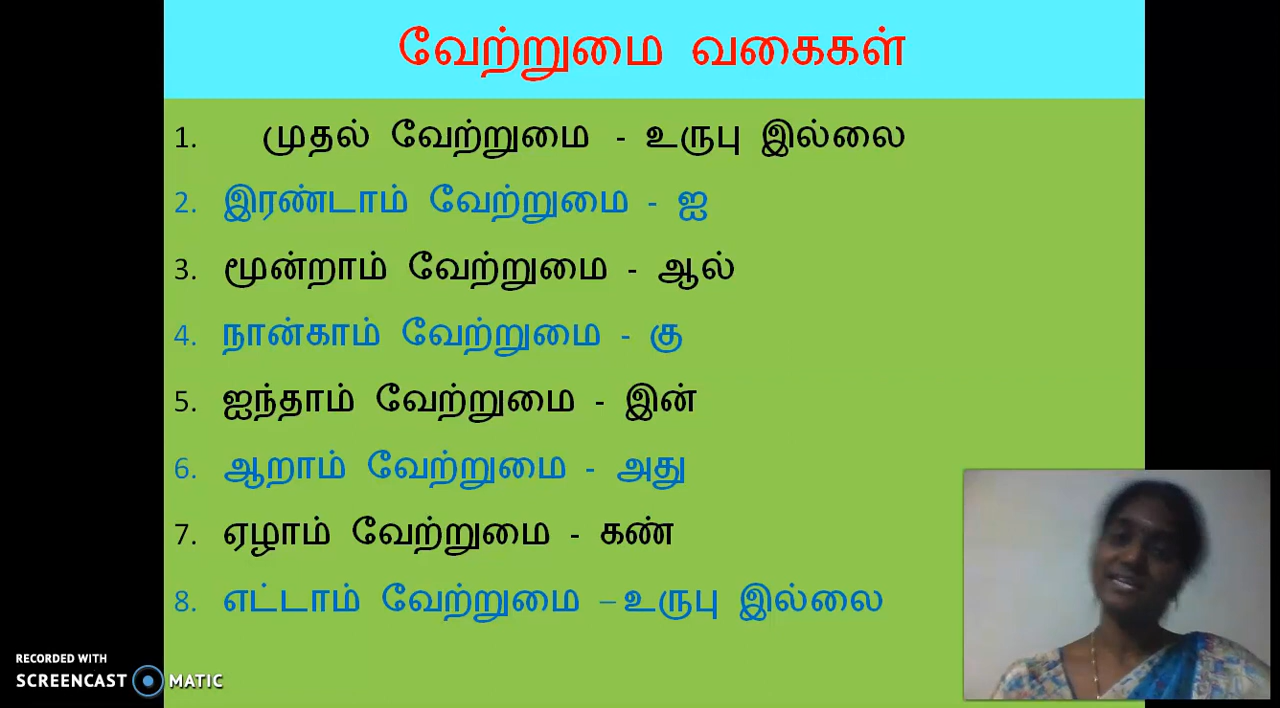 வேற்றுமை வகைகள்
1. முதல் வேற்றுமை - உருபு இல்லை
2. இரண்டாம் வேற்றுமை - ஐ
3. மூன்றாம் வேற்றுமை - ஆல்
4. நான்காம் வேற்றுமை - கு
5. ஐந்தாம் வேற்றுமை - இன்
6. ஆறாம் வேற்றுமை - அது
7. ஏழாம் வேற்றுமை - கண்
8. எட்டாம் வேற்றுமை – உருபு இல்லை
RECORDED WITH
SCREENCAST MATIC